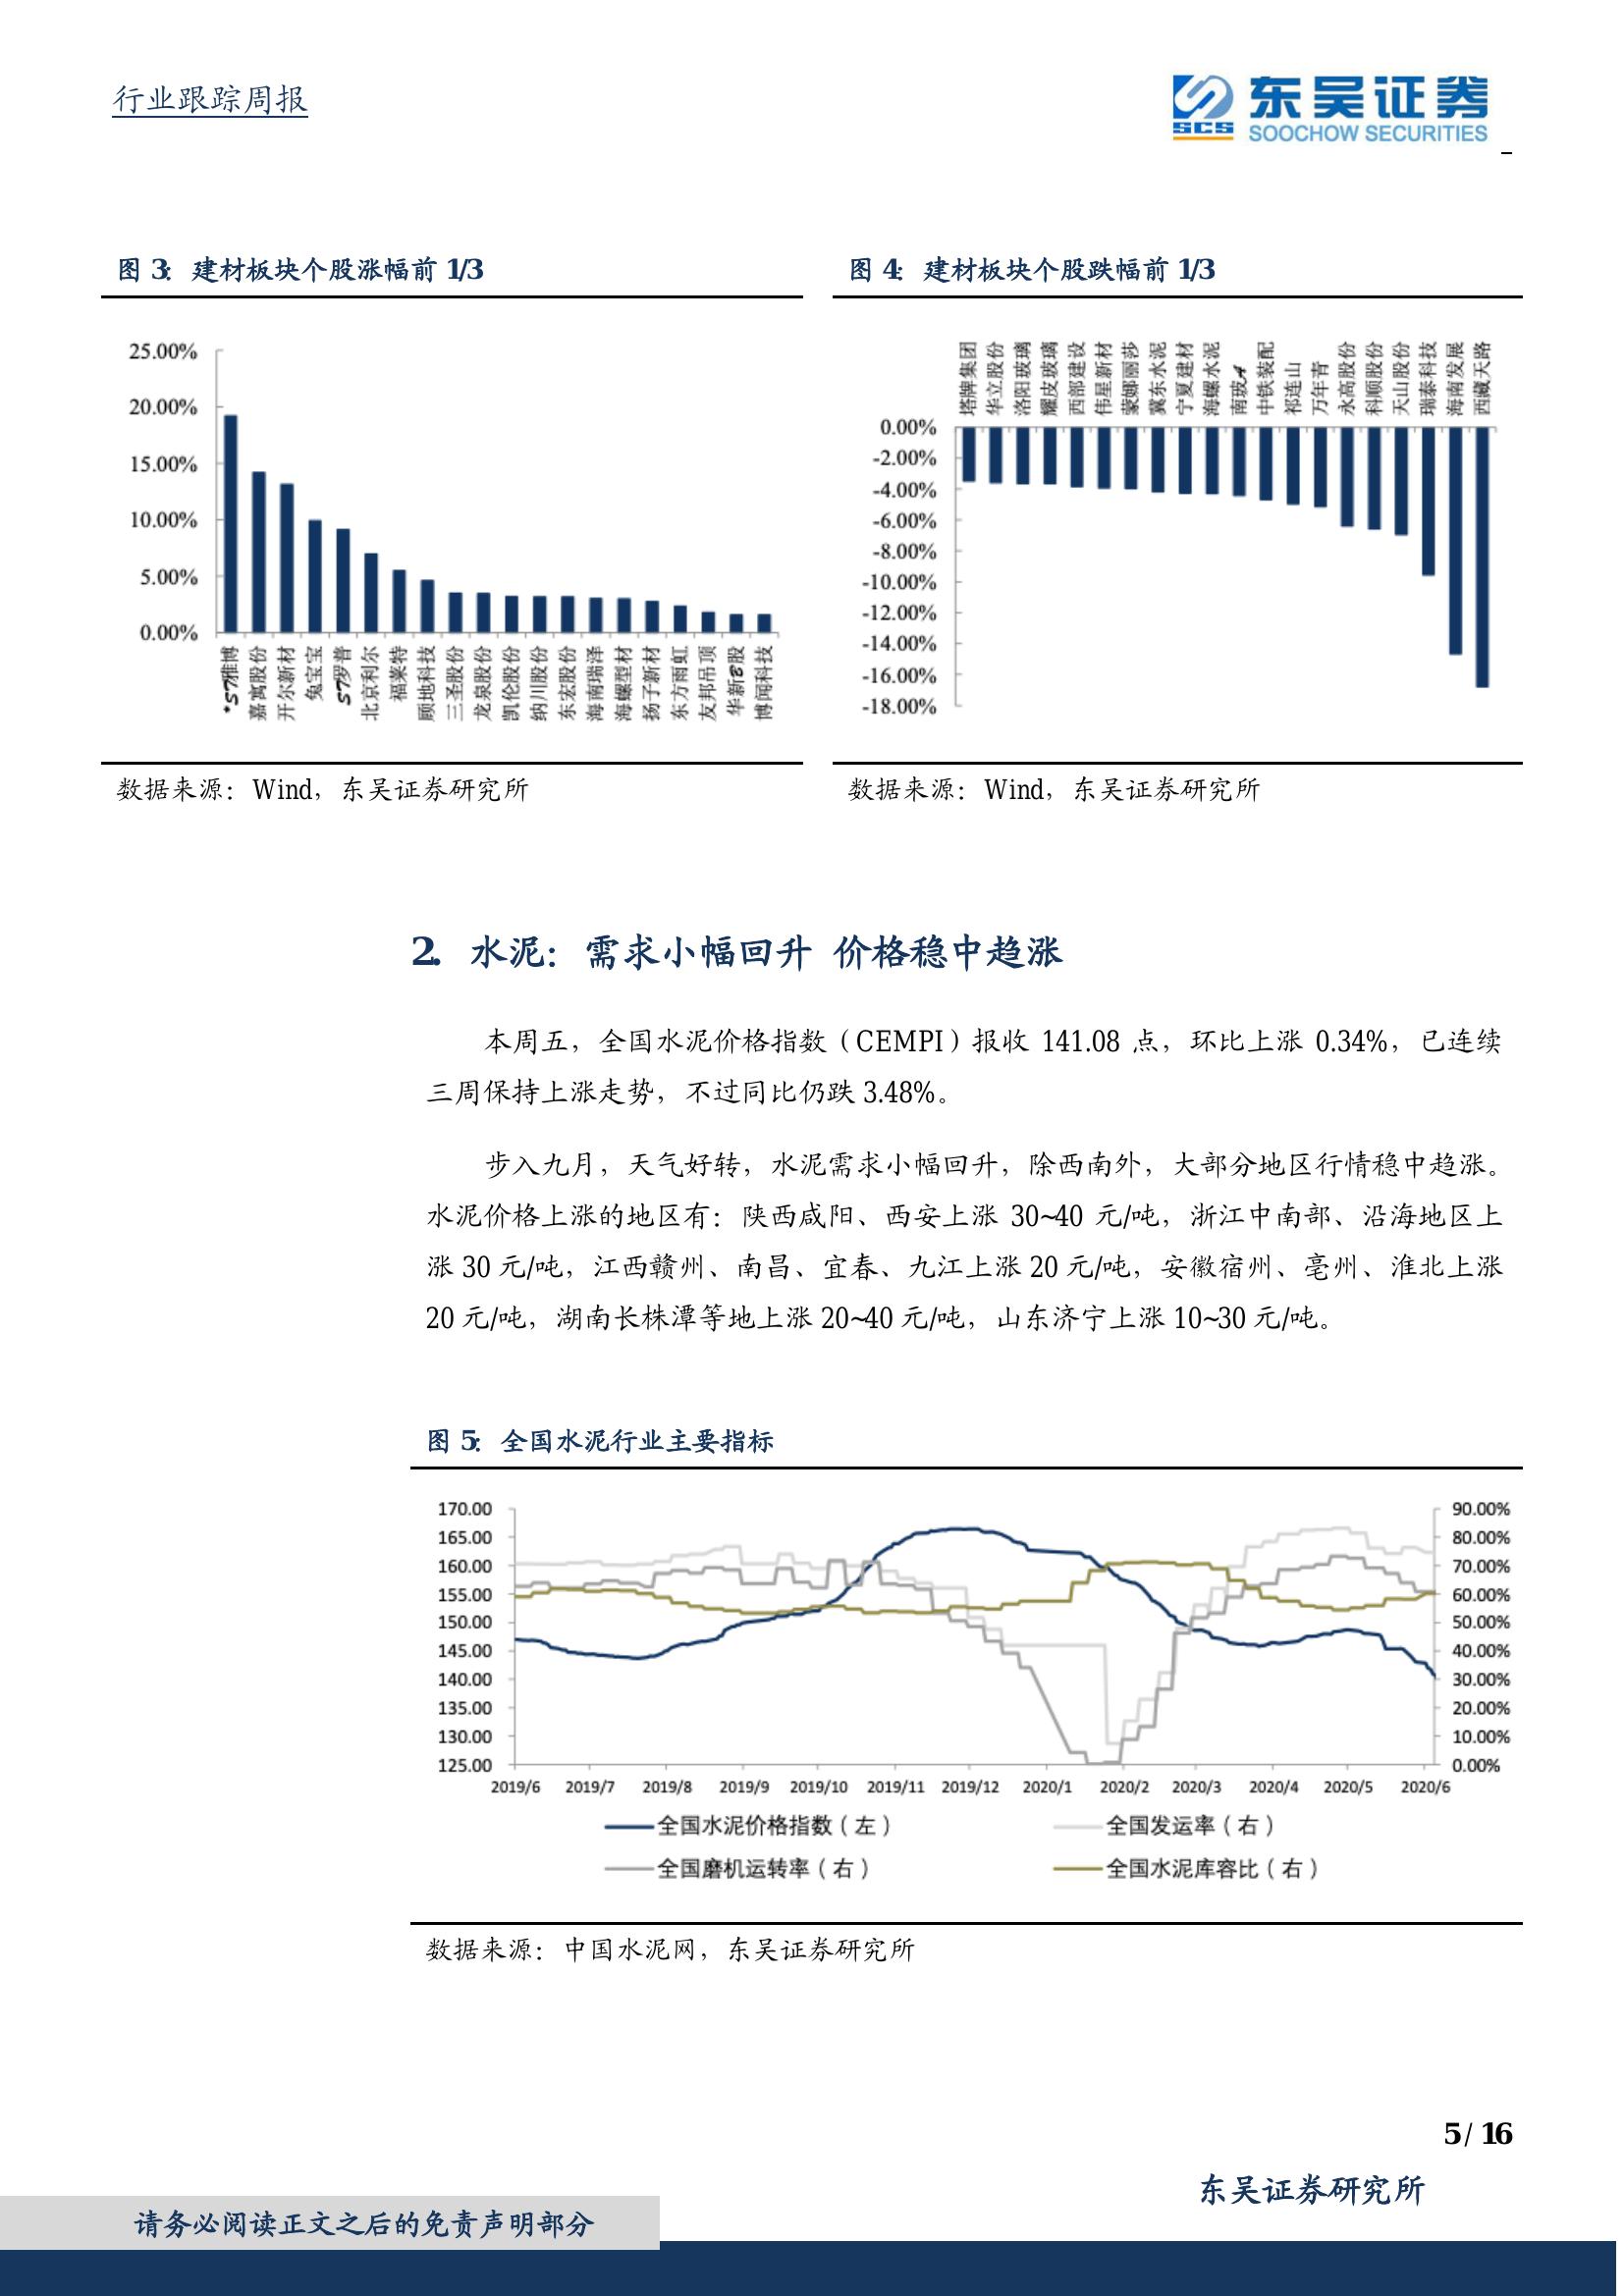 行业跟踪周报
SCS
东吴证券
SOOCHOW SECURITIES
图 3: 建材板块个股涨幅前 1/3
25.00%
20.00%
15.00%
10.00%
5.00%
0.00%
*ST雅博
嘉寓股份
开尔新材
兔宝宝
ST罗普
北京利尔
福莱特
顾地科技
三圣股份
龙泉股份
凯伦股份
纳川股份
东宏股份
海南瑞泽
海螺型材
扬子新材
东方雨虹
友邦吊顶
华新B股
博闻科技
数据来源：Wind，东吴证券研究所
图 4: 建材板块个股跌幅前 1/3
塔牌集团
华立股份
洛阳玻璃
耀皮玻璃
西部建设
伟星新材
蒙娜丽莎
冀东水泥
宁夏建材
海螺水泥
南玻A
中铁装配
祁连山
万年青
永高股份
科顺股份
天山股份
瑞泰科技
海南发展
西藏天路
0.00%
-2.00%
-4.00%
-6.00%
-8.00%
-10.00%
-12.00%
-14.00%
-16.00%
-18.00%
数据来源：Wind，东吴证券研究所
2. 水泥：需求小幅回升 价格稳中趋涨
本周五，全国水泥价格指数（CEMPI）报收 141.08 点，环比上涨 0.34%，已连续
三周保持上涨走势，不过同比仍跌 3.48%。
步入九月，天气好转，水泥需求小幅回升，除西南外，大部分地区行情稳中趋涨。
水泥价格上涨的地区有：陕西咸阳、西安上涨 30~40 元/吨，浙江中南部、沿海地区上
涨 30 元/吨，江西赣州、南昌、宜春、九江上涨 20 元/吨，安徽宿州、亳州、淮北上涨
20 元/吨，湖南长株潭等地上涨 20~40 元/吨，山东济宁上涨 10~30 元/吨。
图 5: 全国水泥行业主要指标
170.00
165.00
160.00
155.00
150.00
145.00
140.00
135.00
130.00
125.00
90.00%
80.00%
70.00%
60.00%
50.00%
40.00%
30.00%
20.00%
10.00%
0.00%
2019/6 2019/7 2019/8 2019/9 2019/10 2019/11 2019/12 2020/1 2020/2 2020/3 2020/4 2020/5 2020/6
全国水泥价格指数（左） 全国发运率（右）
全国磨机运转率（右） 全国水泥库容比（右）
数据来源：中国水泥网，东吴证券研究所
5 / 16
东吴证券研究所
请务必阅读正文之后的免责声明部分